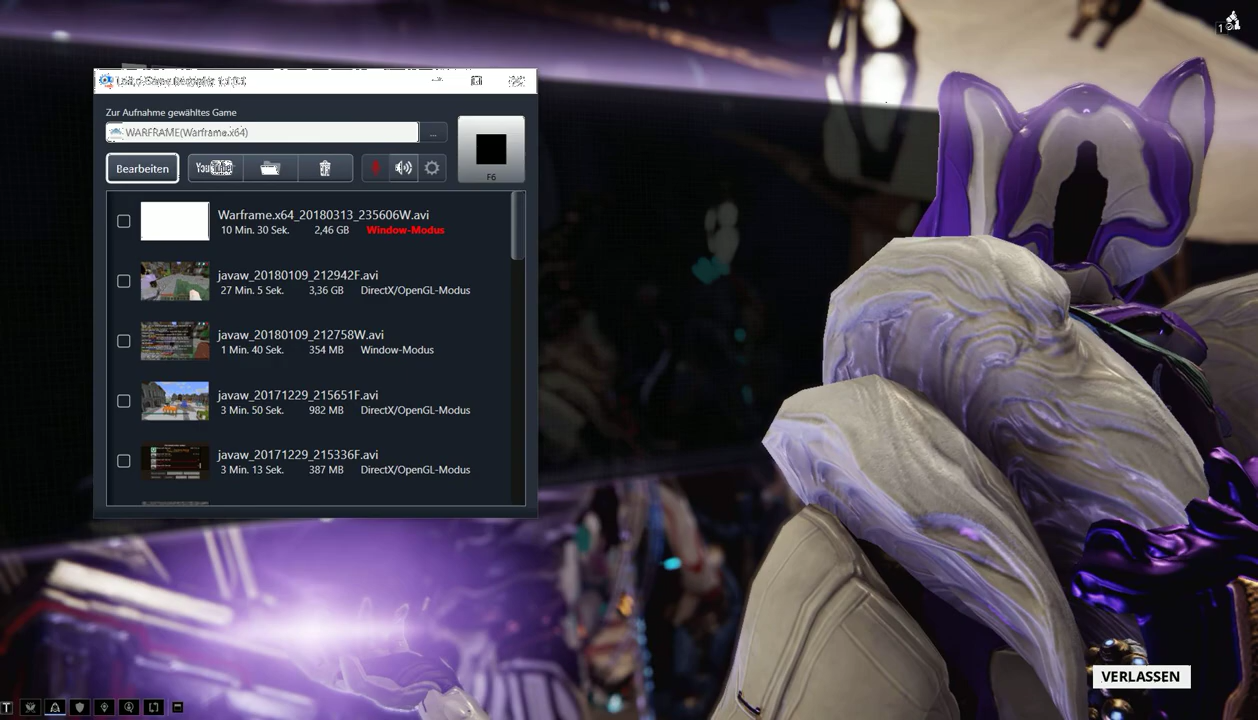 1
Zur Aufnahme gewähltes Game
WARFRAME(Warframe.x64)
...
Bearbeiten
F6
Warframe.x64_20180313_235606W.avi
10 Min. 30 Sek. 2,46 GB Window-Modus
javaw_20180109_212942F.avi
27 Min. 5 Sek. 3,36 GB DirectX/OpenGL-Modus
javaw_20180109_212758W.avi
1 Min. 40 Sek. 354 MB Window-Modus
javaw_20171229_215651F.avi
3 Min. 50 Sek. 982 MB DirectX/OpenGL-Modus
javaw_20171229_215336F.avi
3 Min. 13 Sek. 387 MB DirectX/OpenGL-Modus
VERLASSEN
T